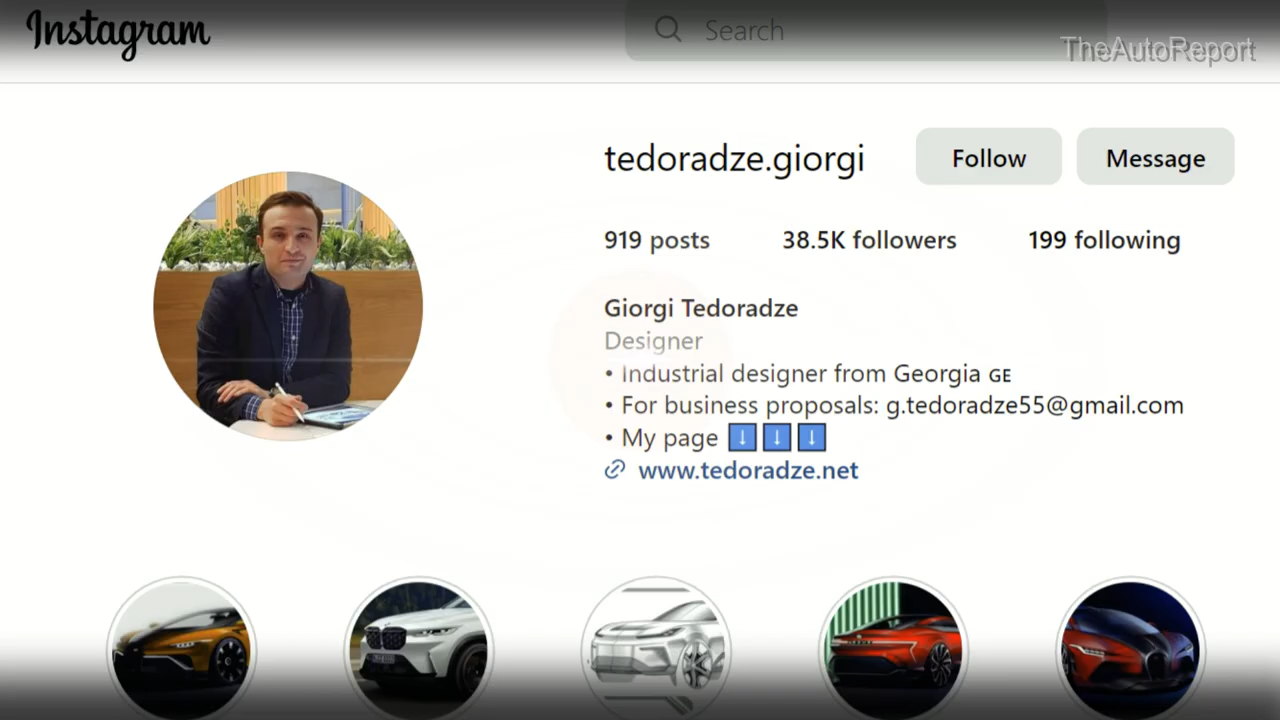 Instagram
Search
TheAutoReport
tedoradze.giorgi
Follow
Message
919 posts
38.5K followers
199 following
Giorgi Tedoradze
Designer
• Industrial designer from Georgia GE
• For business proposals: g.tedoradze55@gmail.com
• My page ⬇️⬇️⬇️
www.tedoradze.net